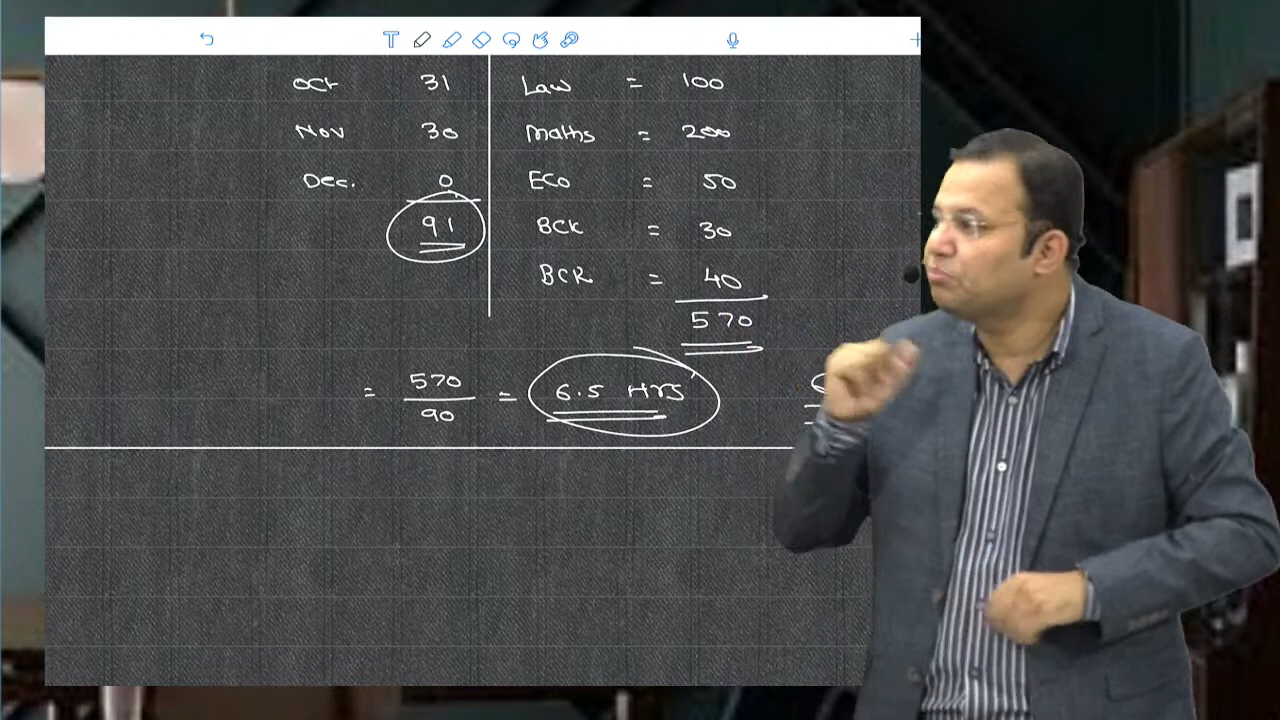 Oct 31
Nov 30
Dec. 0
91
Law = 100
Maths = 200
ECO = 50
BCK = 30
BCR = 40
570
= 570/90 = 6.5 HRS